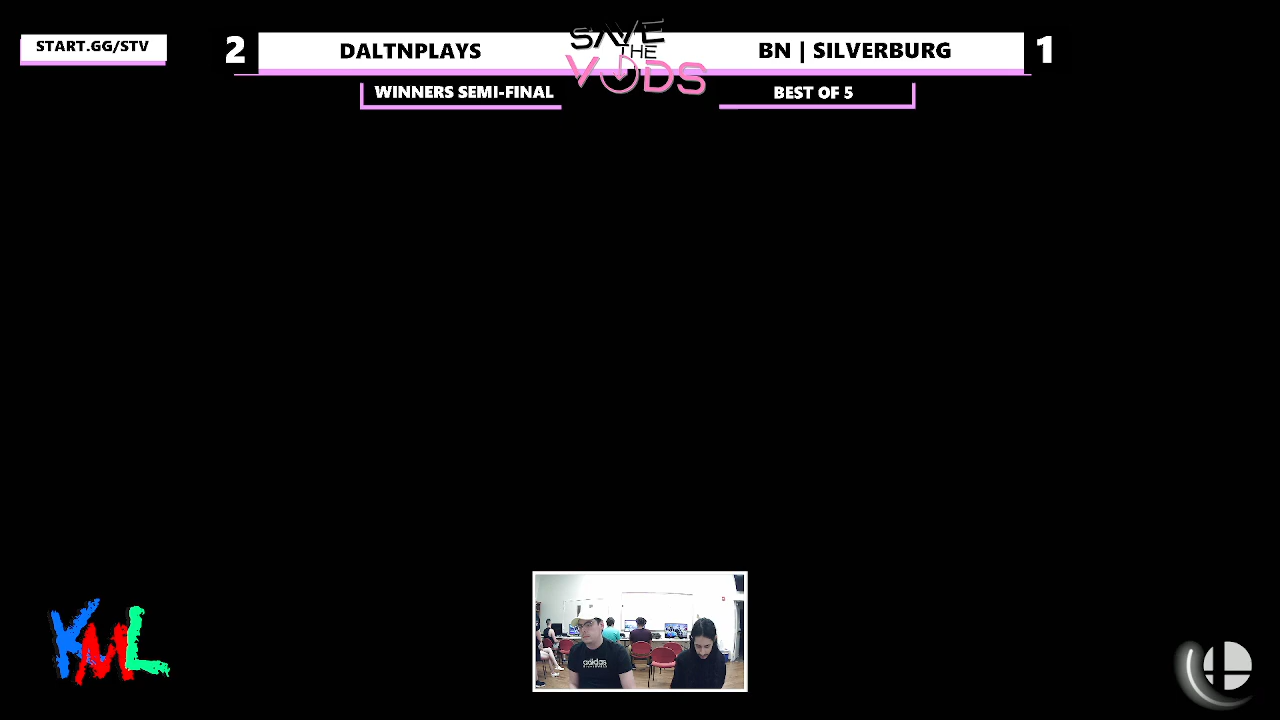 START.GG/STV
2
DALTNPLAYS
SAVE
THE
VODS
BN | SILVERBURG
1
WINNERS SEMI-FINAL
BEST OF 5
adidas
KML